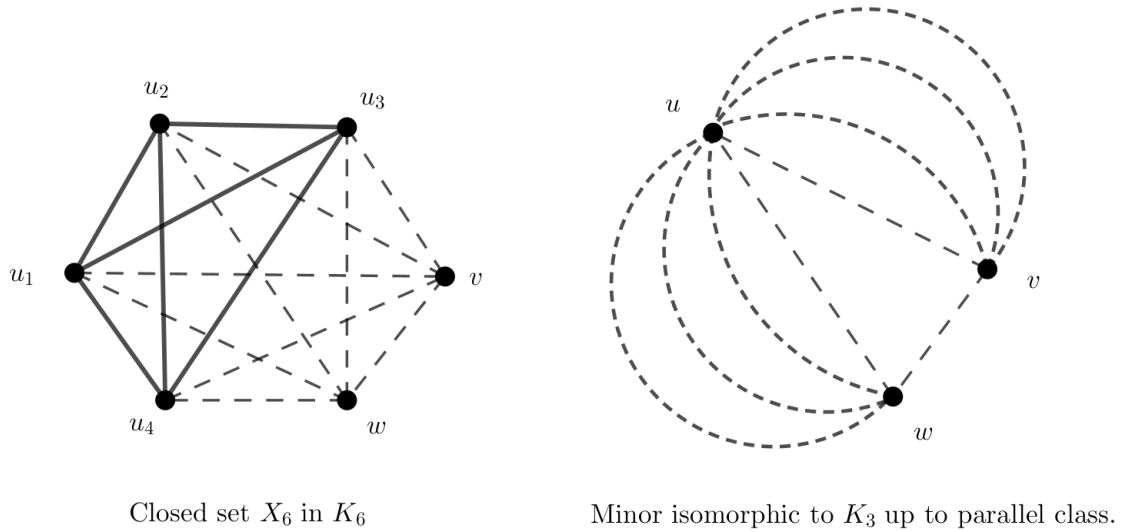 u₂
u₃
u₁
v
u₄
w
u
v
w
Closed set X₆ in K₆
Minor isomorphic to K₃ up to parallel class.